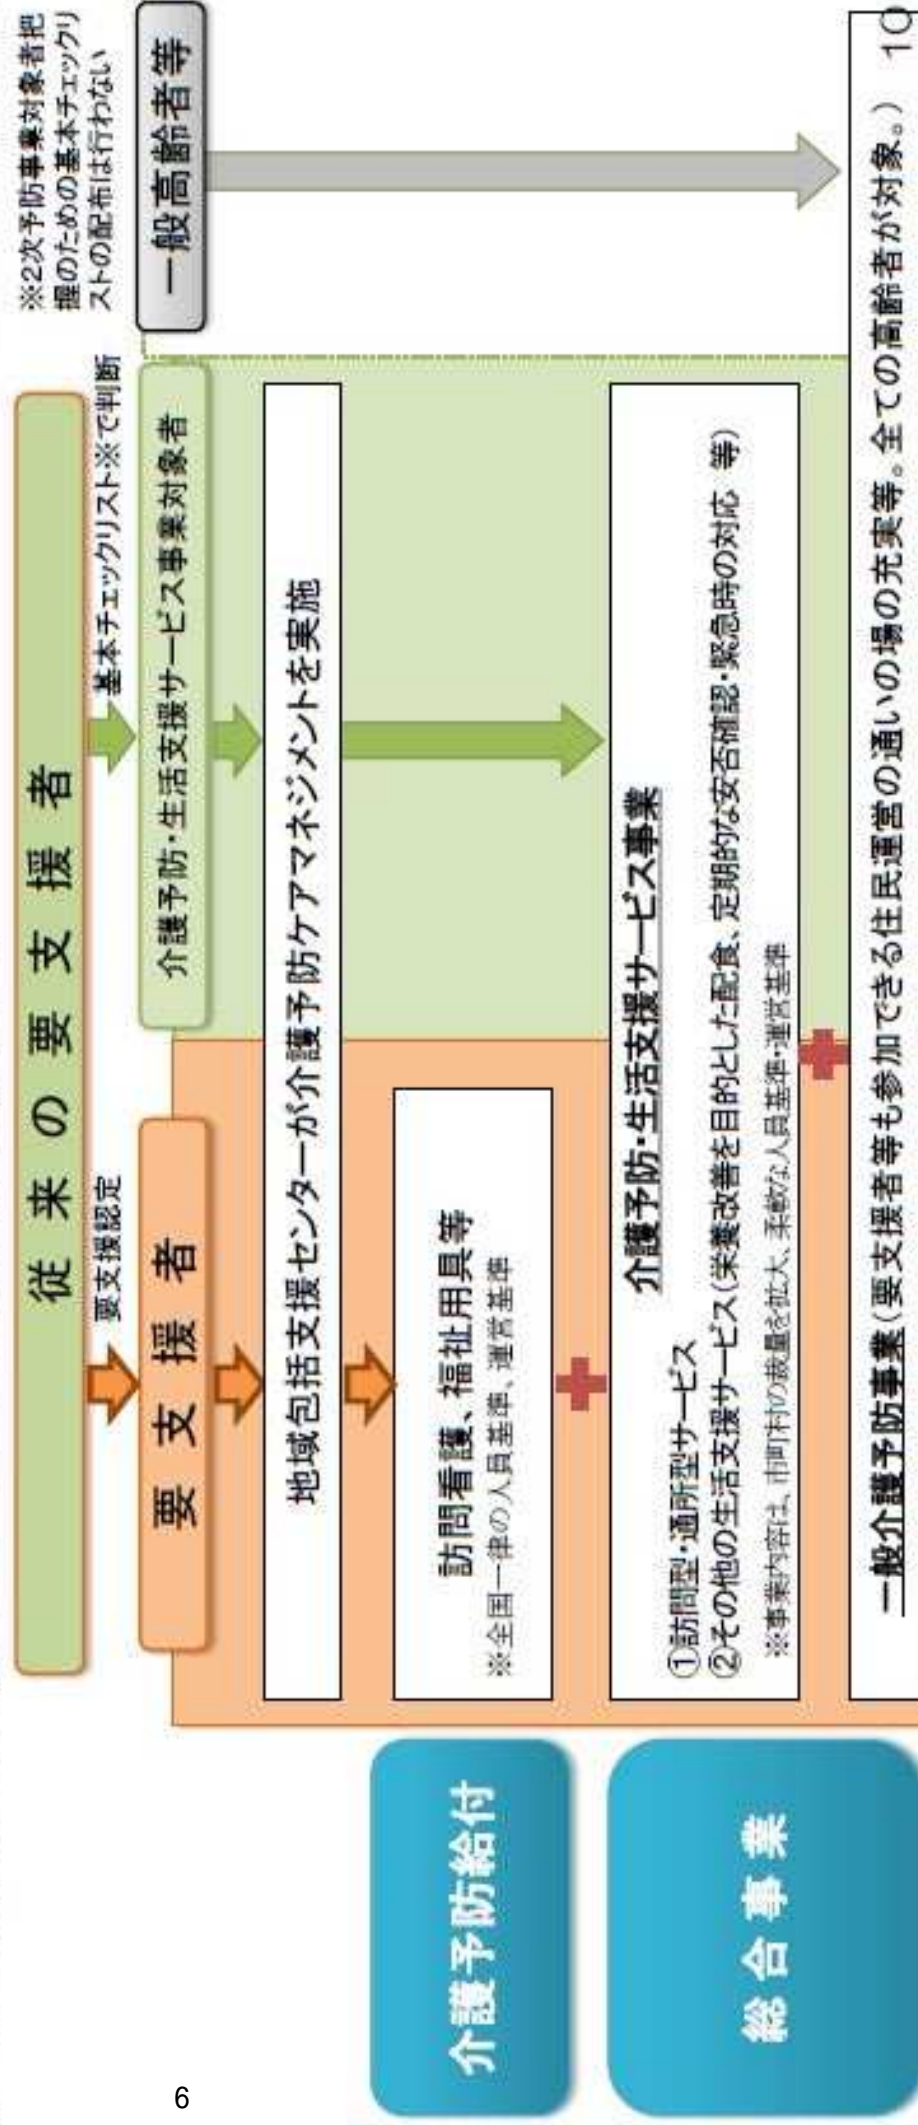 ※2次予防事業対象者把
握のための基本チェックリ
ストの配布は行わない
従来の要支援者
要支援認定
基本チェックリスト※で判断
要支援者
介護予防・生活支援サービス事業対象者
一般高齢者等
地域包括支援センターが介護予防ケアマネジメントを実施
介護予防給付
訪問看護、福祉用具等
※全国一律の人員基準、運営基準
総合事業
介護予防・生活支援サービス事業
①訪問型・通所型サービス
②その他の生活支援サービス(栄養改善を目的とした配食、定期的な安否確認・緊急時の対応 等)
※事業内容は、市町村の裁量を拡大、柔軟な人員基準・運営基準
一般介護予防事業(要支援者等も参加できる住民運営の通いの場の充実等。全ての高齢者が対象。)
10
6